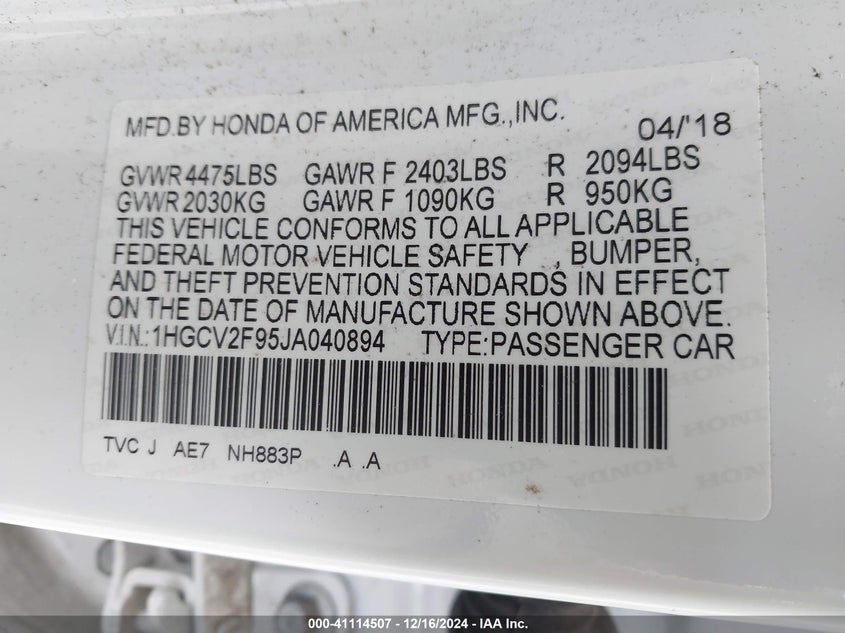 MFD.BY HONDA OF AMERICA MFG.,INC. 04/'18
GVWR 4475LBS GAWR F 2403LBS R 2094LBS
GVWR 2030KG GAWR F 1090KG R 950KG
THIS VEHICLE CONFORMS TO ALL APPLICABLE
FEDERAL MOTOR VEHICLE SAFETY , BUMPER,
AND THEFT PREVENTION STANDARDS IN EFFECT
ON THE DATE OF MANUFACTURE SHOWN ABOVE.
V.I.N.:1HGCV2F95JA040894 TYPE:PASSENGER CAR
TVC J AE7 NH883P .A .A
000-41114507 - 12/16/2024 - IAA Inc.